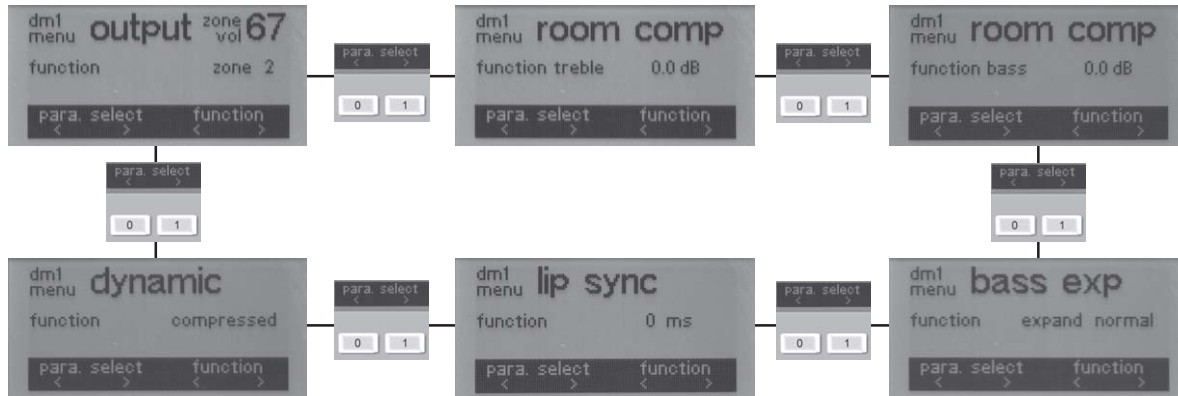 dm1 menu output zone vol 67
function zone 2
para. select function
< > < >
para. select
< >
0 1
dm1 menu room comp
function treble 0.0 dB
para. select function
< > < >
para. select
< >
0 1
dm1 menu room comp
function bass 0.0 dB
para. select function
< > < >
para. select
< >
0 1
para. select
< >
0 1
dm1 menu dynamic
function compressed
para. select function
< > < >
para. select
< >
0 1
dm1 menu lip sync
function 0 ms
para. select function
< > < >
para. select
< >
0 1
dm1 menu bass exp
function expand normal
para. select function
< > < >